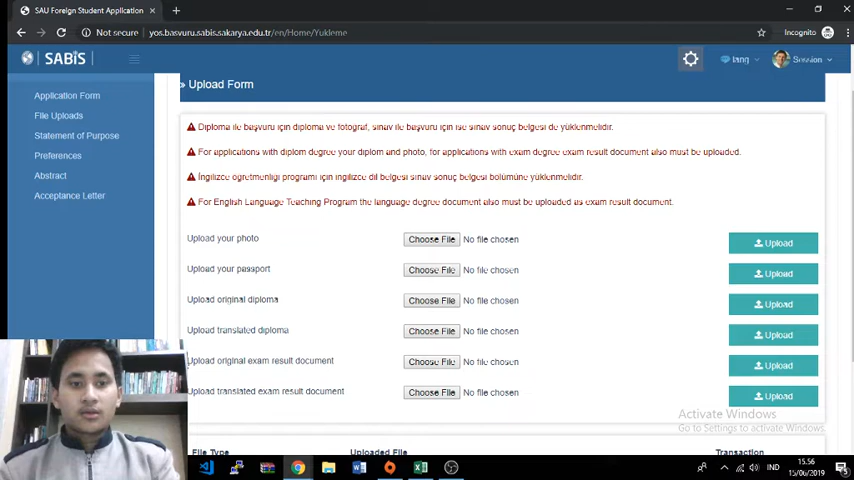 SAU Foreign Student Application
Not secure
yos.basvuru.sabis.sakarya.edu.tr/en/Home/Yukleme
Incognito
SABİS
lang
Session
Application Form
File Uploads
Statement of Purpose
Preferences
Abstract
Acceptance Letter
» Upload Form
Diploma ile başvuru için diploma ve fotograf, sınav ile başvuru için ise sınav sonuç belgesi de yüklenmelidir.
For applications with diplom degree your diplom and photo, for applications with exam degree exam result document also must be uploaded.
İngilizce öğretmenliği programı için ingilizce dil belgesi sınav sonuç belgesi bölümüne yüklenmelidir.
For English Language Teaching Program the language degree document also must be uploaded as exam result document.
Upload your photo Choose File No file chosen Upload
Upload your passport Choose File No file chosen Upload
Upload original diploma Choose File No file chosen Upload
Upload translated diploma Choose File No file chosen Upload
Upload original exam result document Choose File No file chosen Upload
Upload translated exam result document Choose File No file chosen Upload
Activate Windows
Go to Settings to activate Windows.
File Type Uploaded File Transaction
IND
15.56
15/06/2019